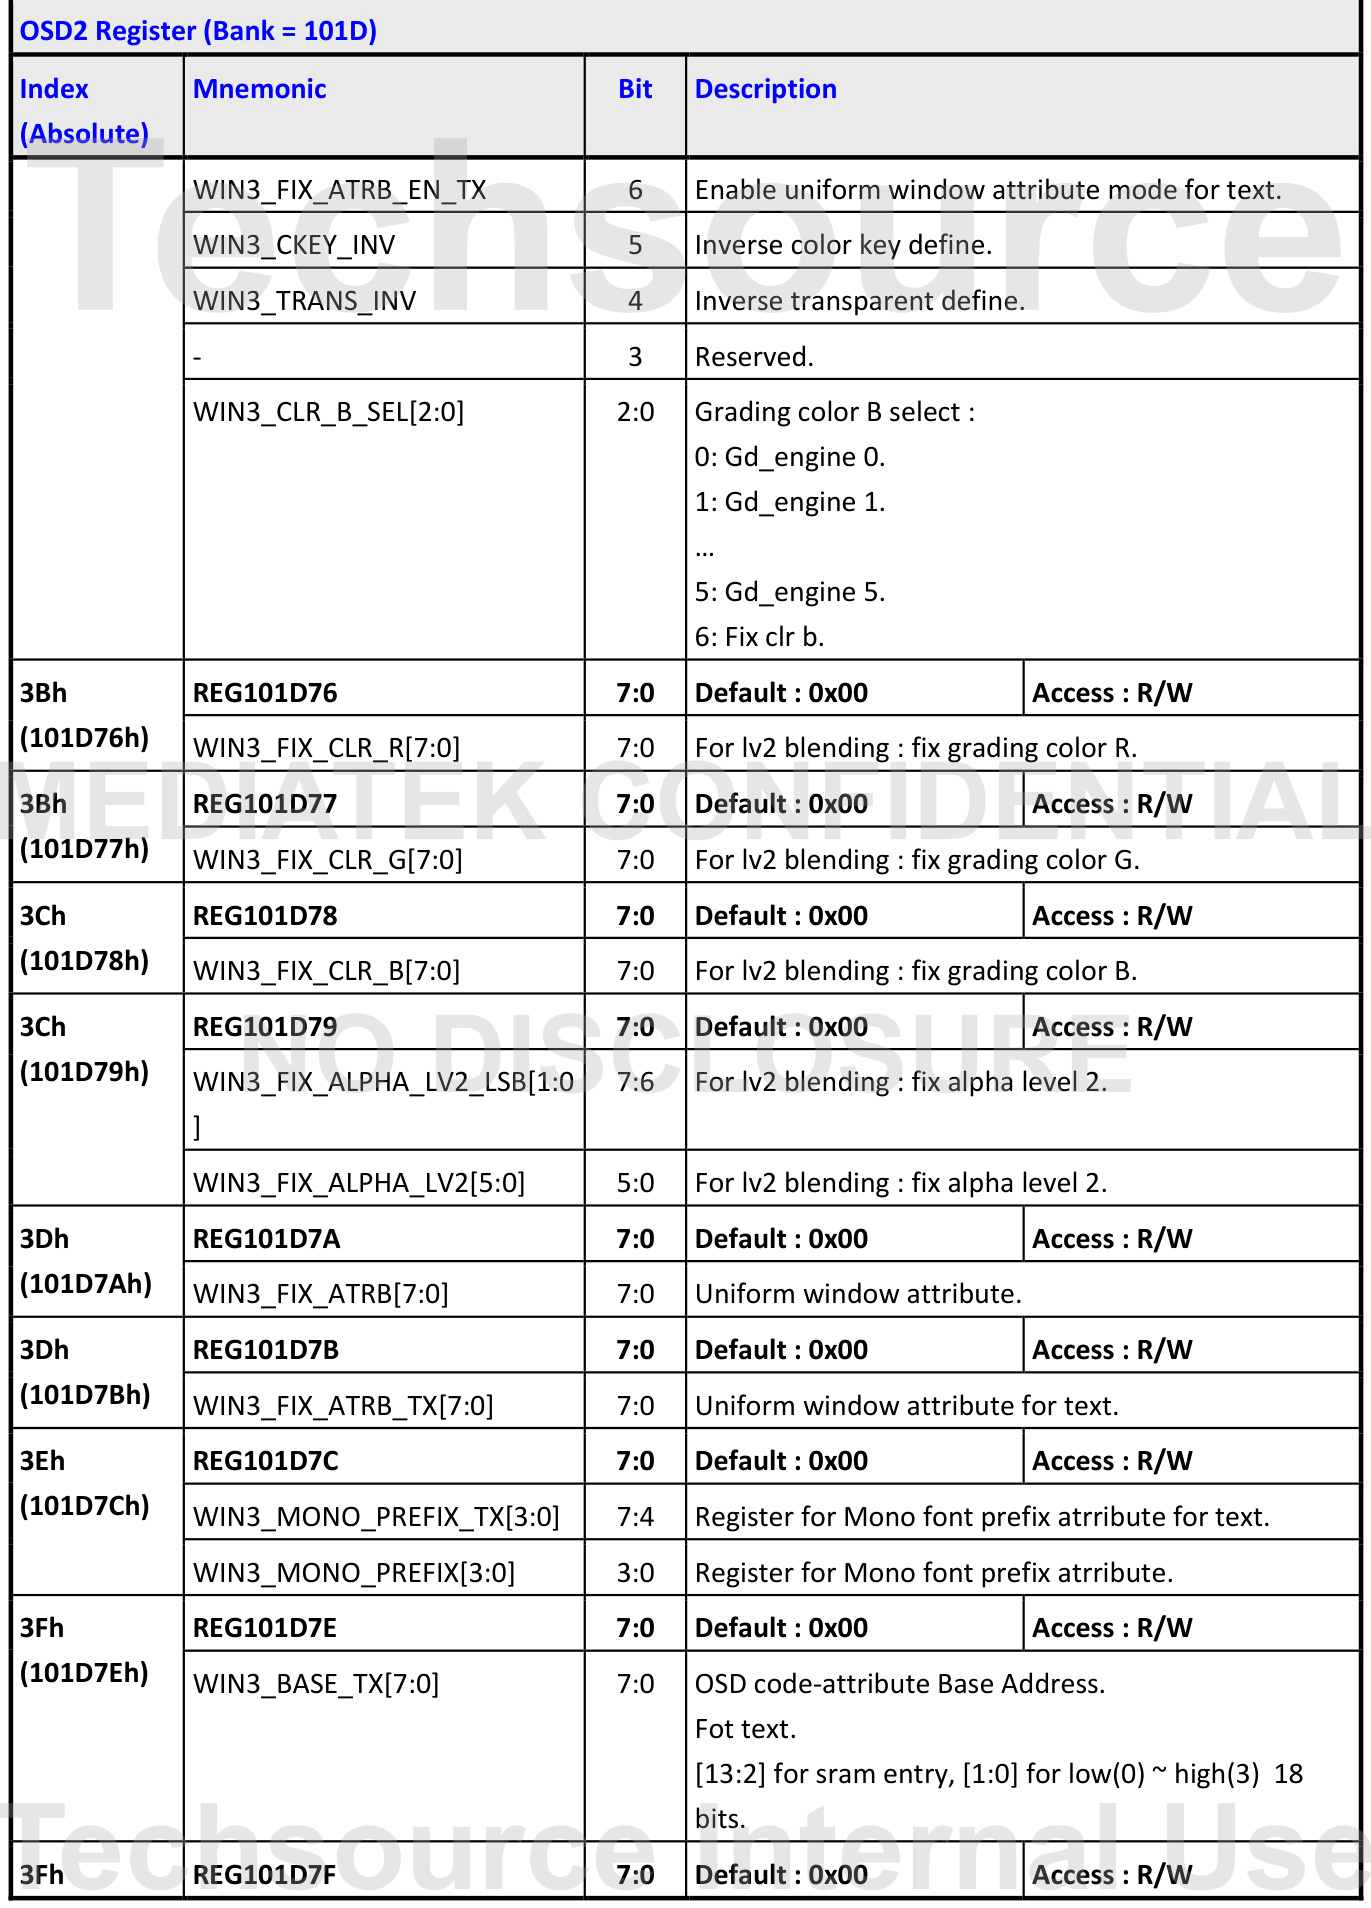 OSD2 Register (Bank = 101D)
Index (Absolute) Mnemonic Bit Description
WIN3_FIX_ATRB_EN_TX 6 Enable uniform window attribute mode for text.
WIN3_CKEY_INV 5 Inverse color key define.
WIN3_TRANS_INV 4 Inverse transparent define.
- 3 Reserved.
WIN3_CLR_B_SEL[2:0] 2:0 Grading color B select :
0: Gd_engine 0.
1: Gd_engine 1.
...
5: Gd_engine 5.
6: Fix clr b.
3Bh REG101D76 7:0 Default : 0x00 Access : R/W
(101D76h) WIN3_FIX_CLR_R[7:0] 7:0 For lv2 blending : fix grading color R.
3Bh REG101D77 7:0 Default : 0x00 Access : R/W
(101D77h) WIN3_FIX_CLR_G[7:0] 7:0 For lv2 blending : fix grading color G.
3Ch REG101D78 7:0 Default : 0x00 Access : R/W
(101D78h) WIN3_FIX_CLR_B[7:0] 7:0 For lv2 blending : fix grading color B.
3Ch REG101D79 7:0 Default : 0x00 Access : R/W
(101D79h) WIN3_FIX_ALPHA_LV2_LSB[1:0 7:6 For lv2 blending : fix alpha level 2.
]
WIN3_FIX_ALPHA_LV2[5:0] 5:0 For lv2 blending : fix alpha level 2.
3Dh REG101D7A 7:0 Default : 0x00 Access : R/W
(101D7Ah) WIN3_FIX_ATRB[7:0] 7:0 Uniform window attribute.
3Dh REG101D7B 7:0 Default : 0x00 Access : R/W
(101D7Bh) WIN3_FIX_ATRB_TX[7:0] 7:0 Uniform window attribute for text.
3Eh REG101D7C 7:0 Default : 0x00 Access : R/W
(101D7Ch) WIN3_MONO_PREFIX_TX[3:0] 7:4 Register for Mono font prefix atrribute for text.
WIN3_MONO_PREFIX[3:0] 3:0 Register for Mono font prefix atrribute.
3Fh REG101D7E 7:0 Default : 0x00 Access : R/W
(101D7Eh) WIN3_BASE_TX[7:0] 7:0 OSD code-attribute Base Address.
Fot text.
[13:2] for sram entry, [1:0] for low(0) ~ high(3)  18
bits.
3Fh REG101D7F 7:0 Default : 0x00 Access : R/W
Techsource
MEDIATEK CONFIDENTIAL
NO DISCLOSURE
Techsource Internal Use